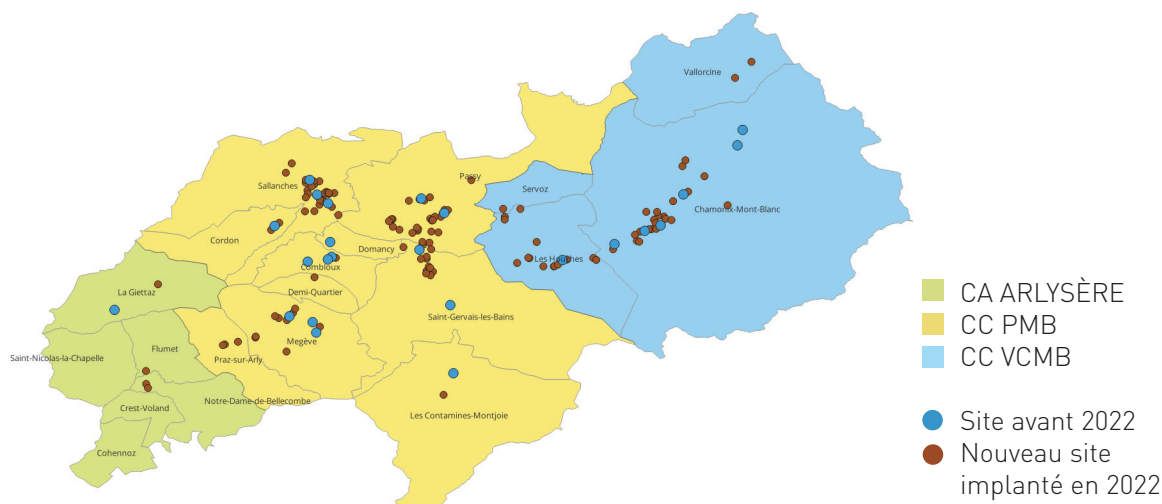 Vallorcine
Passy
Sallanches
Servoz
Chamonix-Mont-Blanc
Cordon
Domancy
Les Houches
Combloux
La Giettaz
Demi-Quartier
Saint-Gervais-les-Bains
Megève
Flumet
Saint-Nicolas-la-Chapelle
Praz-sur-Arly
Notre-Dame-de-Bellecombe
Crest-Voland
Les Contamines-Montjoie
Cohennoz
CA ARLYSÈRE
CC PMB
CC VCMB
Site avant 2022
Nouveau site
implanté en 2022